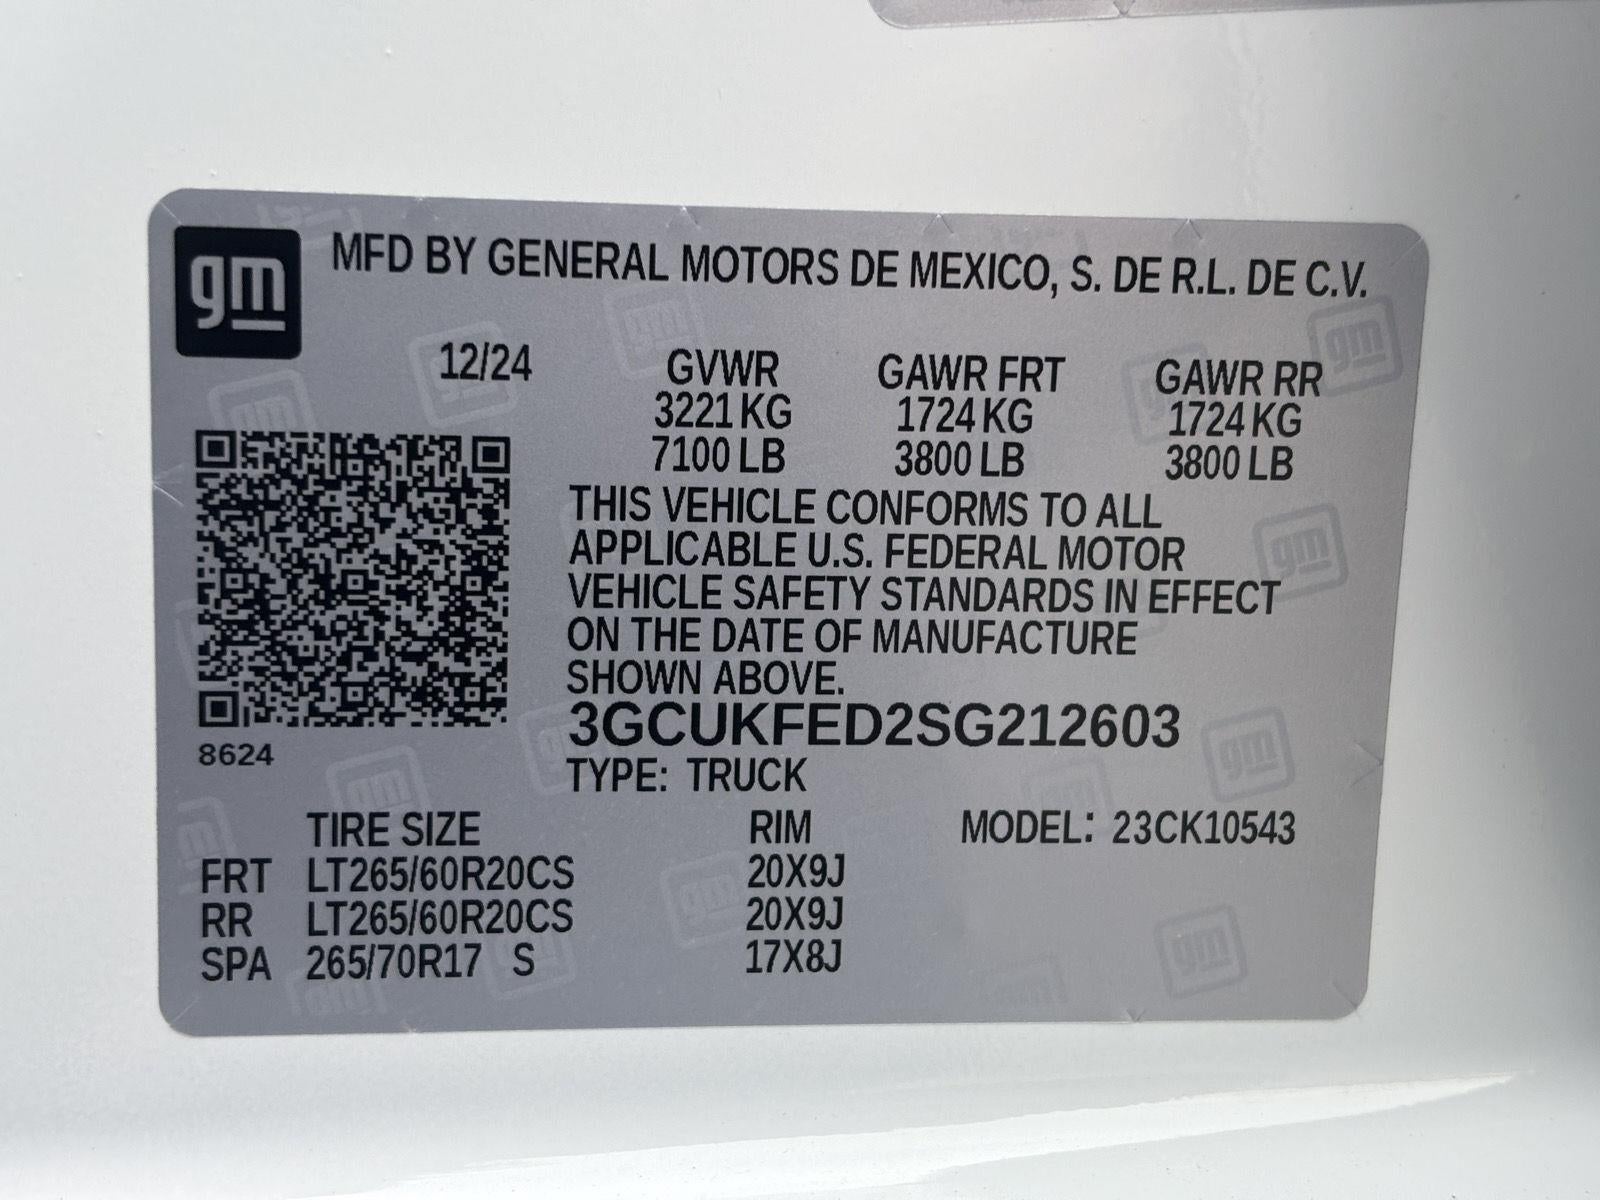 gm MFD BY GENERAL MOTORS DE MEXICO, S. DE R.L. DE C.V.
12/24 GVWR GAWR FRT GAWR RR
3221 KG 1724 KG 1724 KG
7100 LB 3800 LB 3800 LB
THIS VEHICLE CONFORMS TO ALL
APPLICABLE U.S. FEDERAL MOTOR
VEHICLE SAFETY STANDARDS IN EFFECT
ON THE DATE OF MANUFACTURE
SHOWN ABOVE.
3GCUKFED2SG212603
8624
TYPE: TRUCK
TIRE SIZE RIM MODEL: 23CK10543
FRT LT265/60R20CS 20X9J
RR LT265/60R20CS 20X9J
SPA 265/70R17 S 17X8J